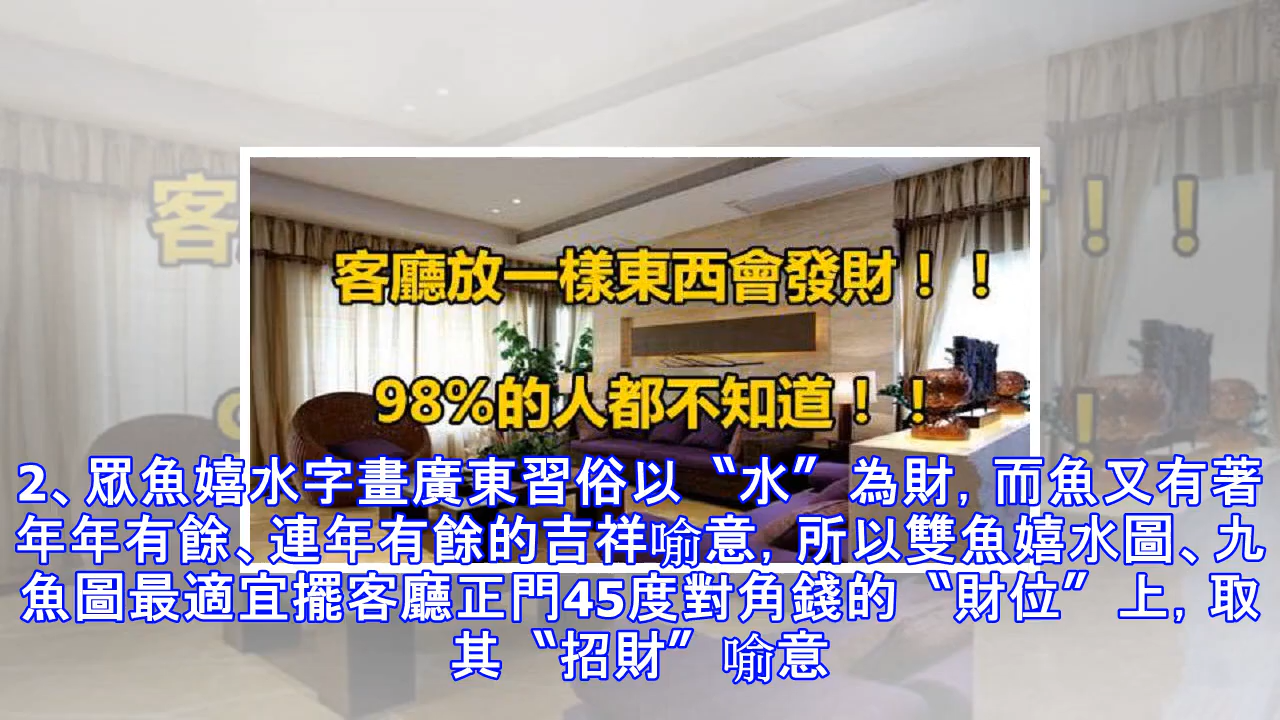 客廳放一樣東西會發財！！
98%的人都不知道！！
2、眾魚嬉水字畫廣東習俗以“水”為財，而魚又有著
年年有餘、連年有餘的吉祥喻意，所以雙魚嬉水圖、九
魚圖最適宜擺客廳正門45度對角錢的“財位”上，取
其“招財”喻意